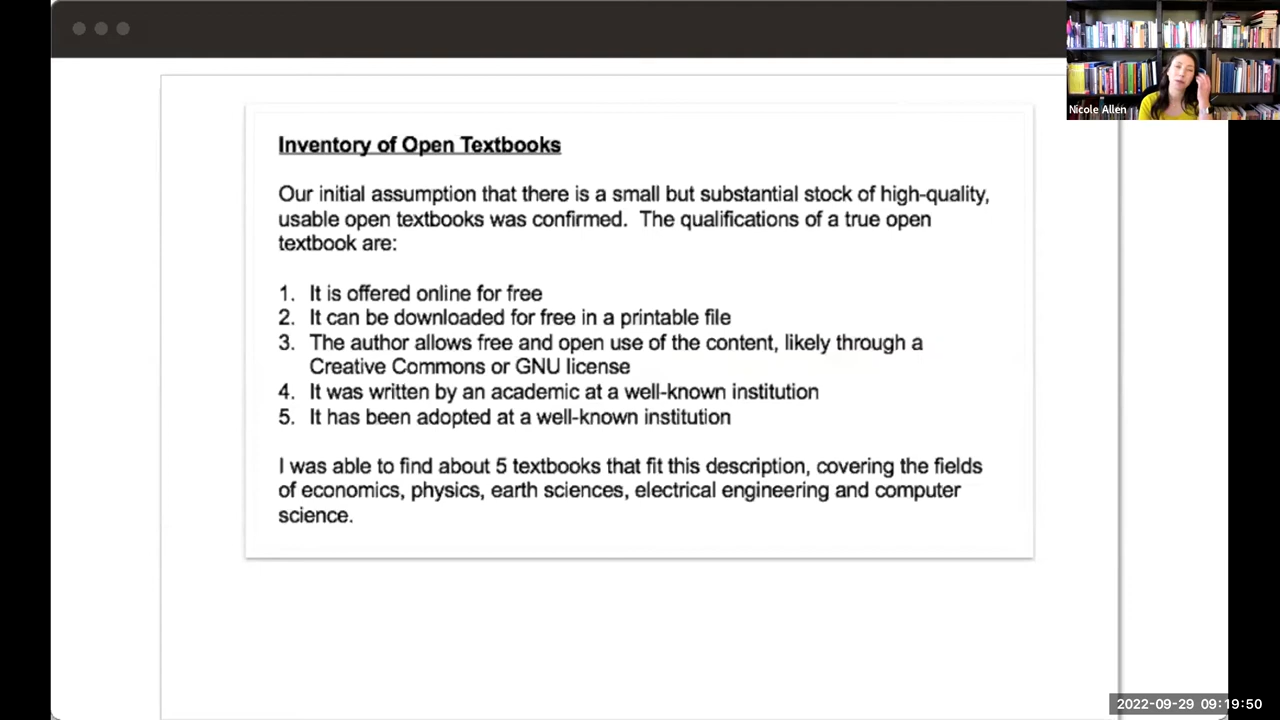 Nicole Allen
Inventory of Open Textbooks
Our initial assumption that there is a small but substantial stock of high-quality,
usable open textbooks was confirmed.  The qualifications of a true open
textbook are:
1. It is offered online for free
2. It can be downloaded for free in a printable file
3. The author allows free and open use of the content, likely through a
Creative Commons or GNU license
4. It was written by an academic at a well-known institution
5. It has been adopted at a well-known institution
I was able to find about 5 textbooks that fit this description, covering the fields
of economics, physics, earth sciences, electrical engineering and computer
science.
2022-09-29 09:19:50